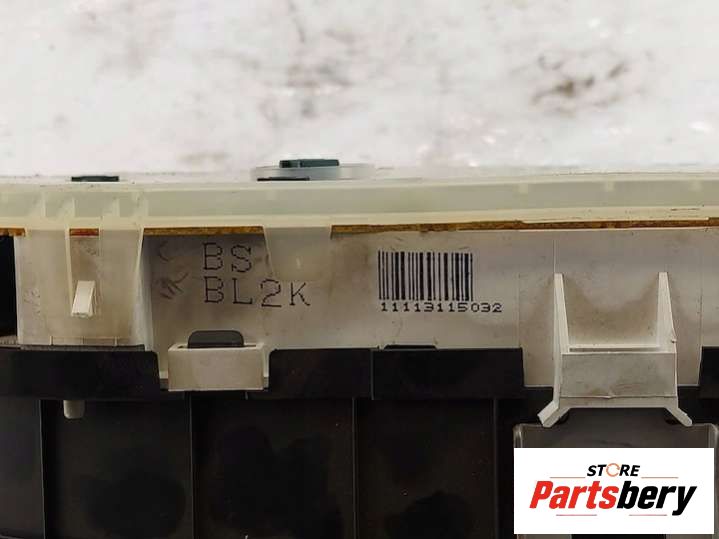 BS
BL2K
11113115032
STORE
Partsbery